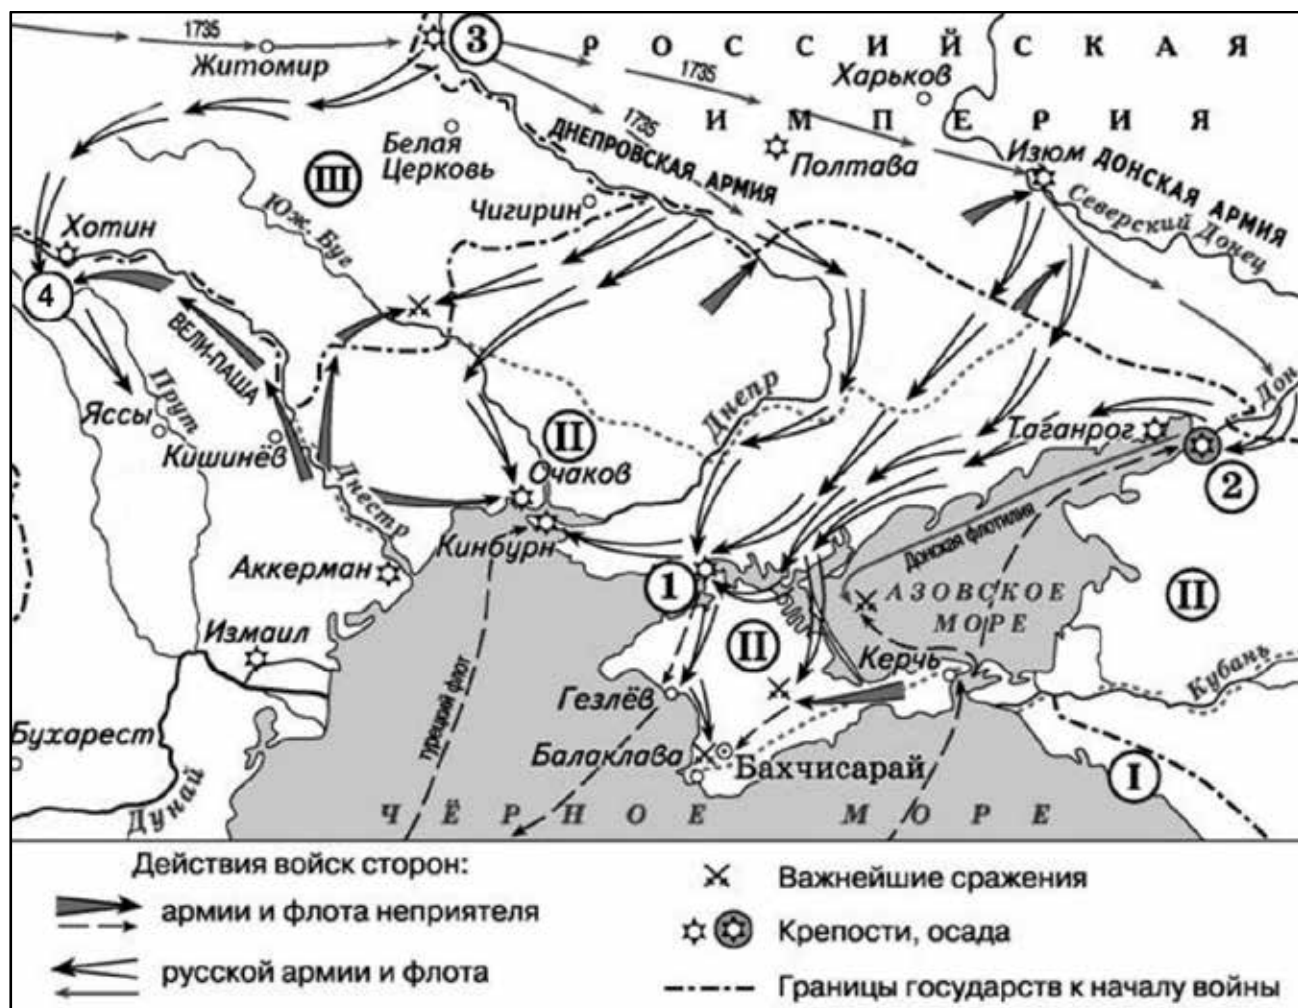 1735
3
РОССИЙСКАЯ
Житомир
1735
Харьков
1735
ИМПЕРИЯ
Белая
Церковь
ДНЕПРОВСКАЯ АРМИЯ
Полтава
Изюм
ДОНСКАЯ АРМИЯ
III
Северский Донец
Чигирин
Юж. Буг
Хотин
4
ВЕЛИ-ПАША
Прут
Яссы
Днепр
Дон
Таганрог
Кишинёв
II
Очаков
2
Днестр
Кинбурн
Донская флотилия
Аккерман
1
АЗОВСКОЕ
МОРЕ
II
Измаил
II
Керчь
Кубань
Гезлёв
Турецкий флот
Бухарест
Балаклава
Бахчисарай
I
Дунай
ЧЁРНОЕ МОРЕ
Действия войск сторон:
армии и флота неприятеля
русской армии и флота
Важнейшие сражения
Крепости, осада
Границы государств к началу войны